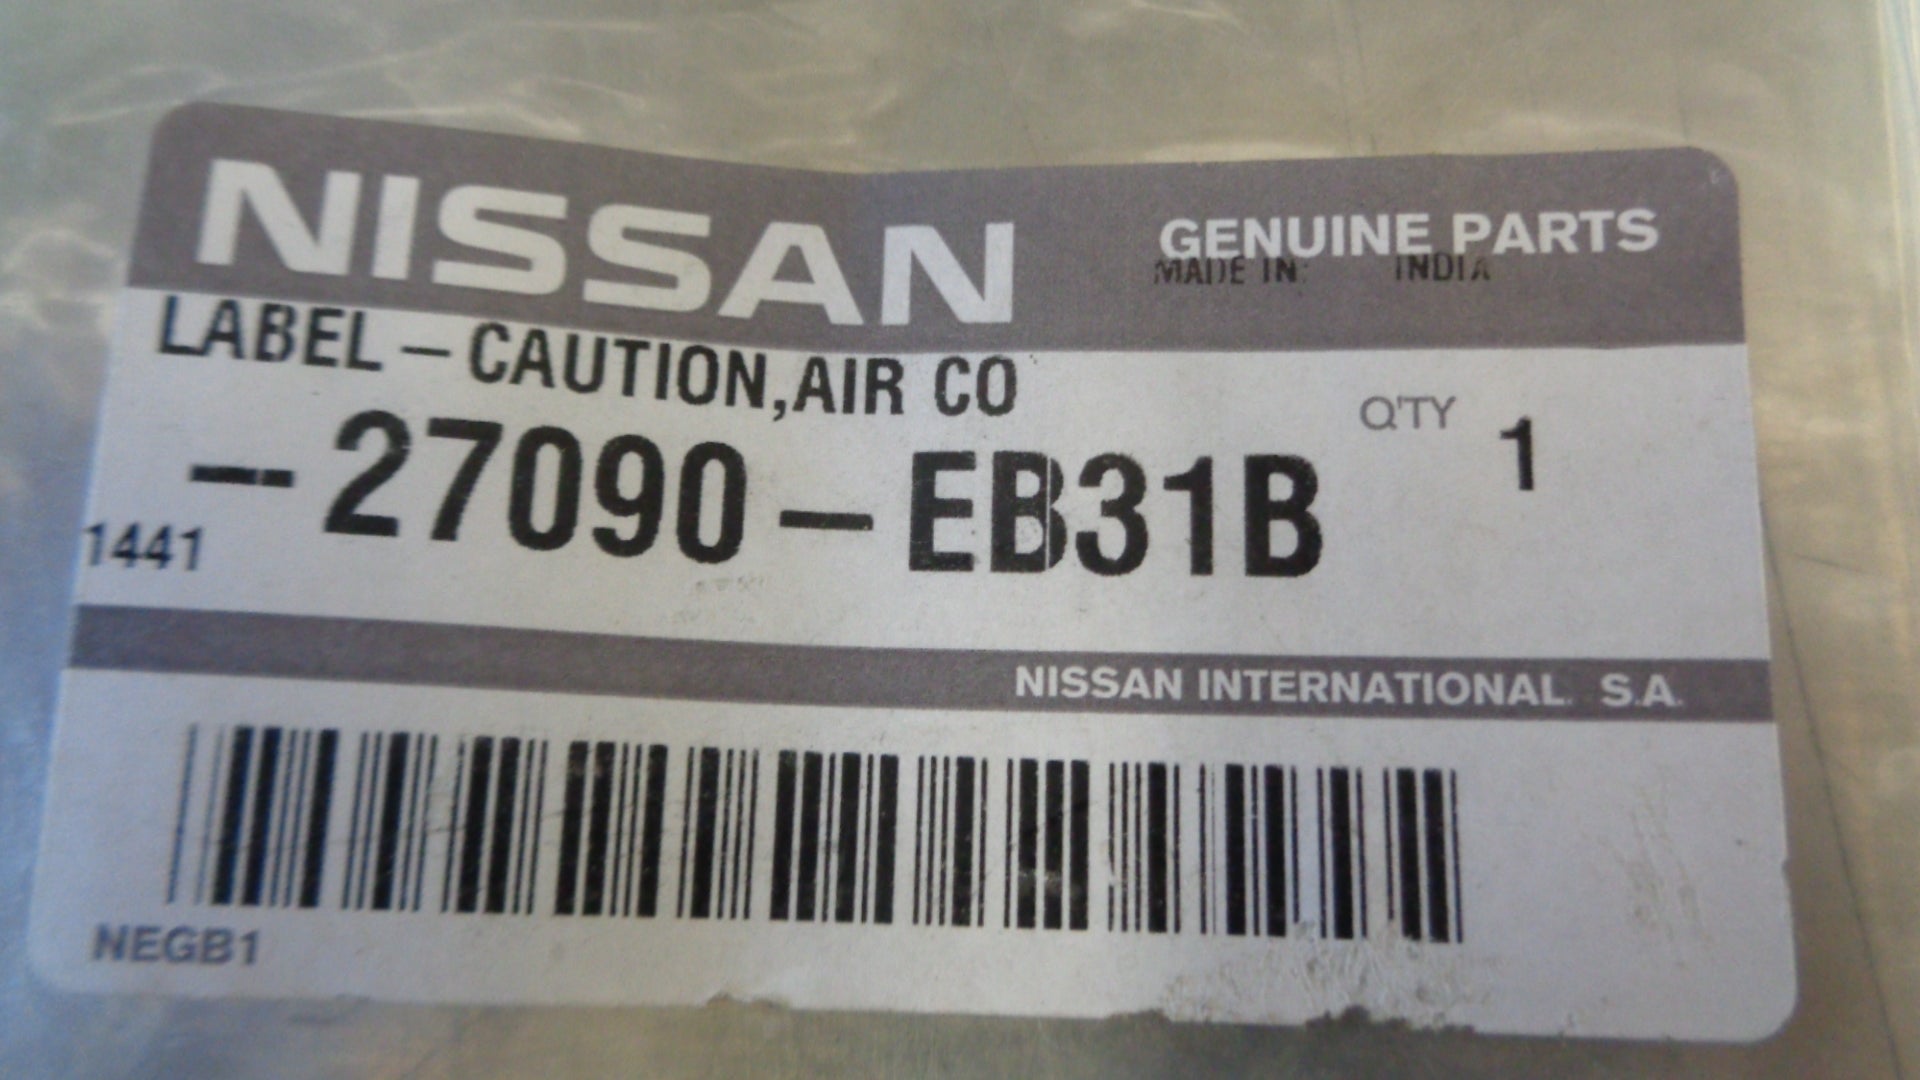 NISSAN
GENUINE PARTS
MADE IN: INDIA
LABEL-CAUTION,AIR CO
Q'TY 1
-27090-EB31B
1441
NISSAN INTERNATIONAL. S.A.
NEGB1